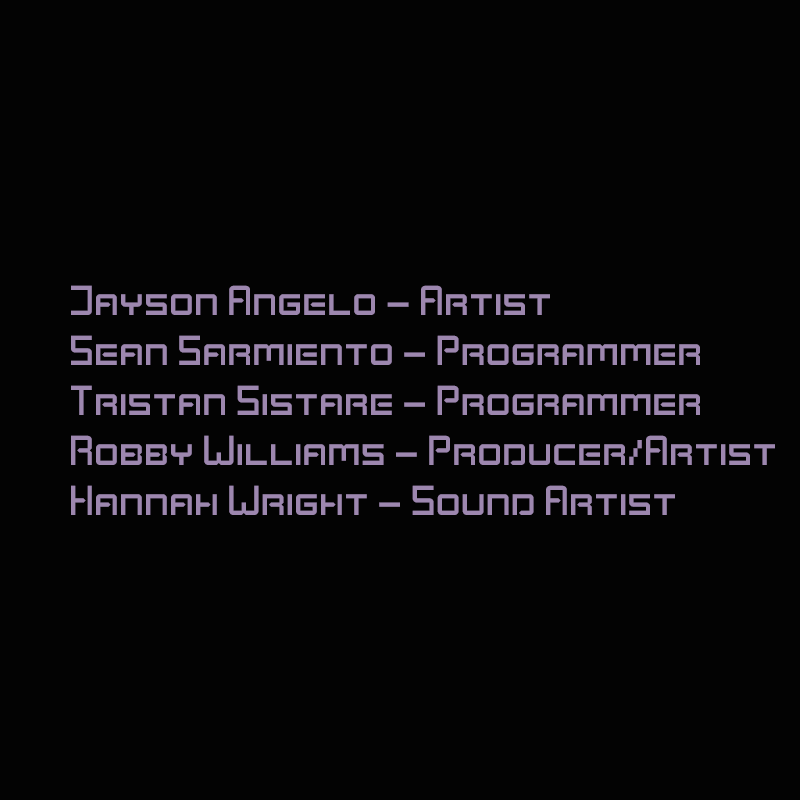 Jayson Angelo – Artist
Sean Sarmiento – Programmer
Tristan Sistare – Programmer
Robby Williams – Producer/Artist
Hannah Wright – Sound Artist